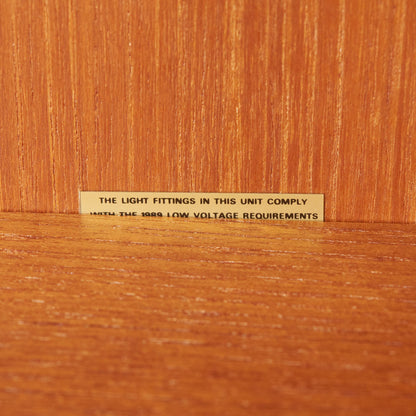 THE LIGHT FITTINGS IN THIS UNIT COMPLY
WITH THE 1989 LOW VOLTAGE REQUIREMENTS